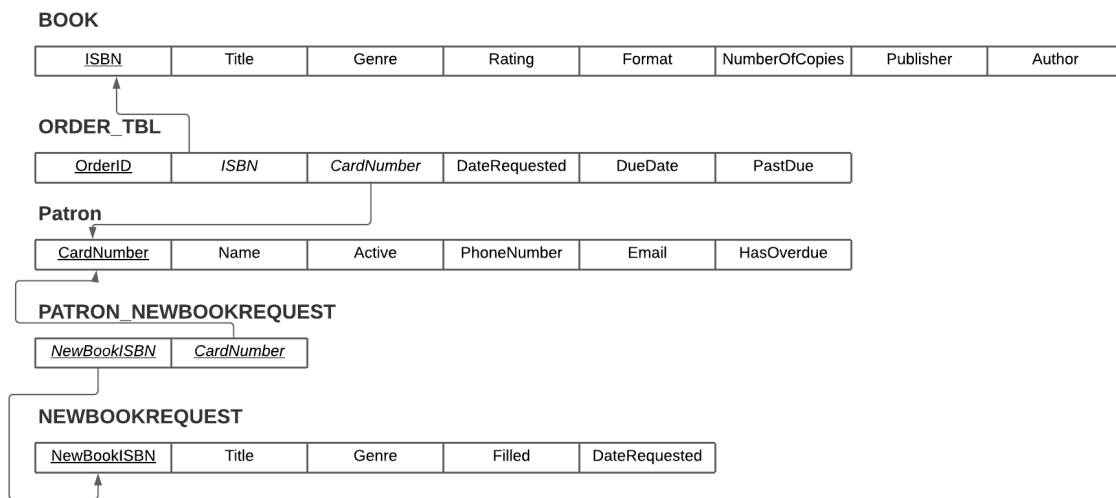 BOOK
ISBN Title Genre Rating Format NumberOfCopies Publisher Author
ORDER_TBL
OrderID ISBN CardNumber DateRequested DueDate PastDue
Patron
CardNumber Name Active PhoneNumber Email HasOverdue
PATRON_NEWBOOKREQUEST
NewBookISBN CardNumber
NEWBOOKREQUEST
NewBookISBN Title Genre Filled DateRequested